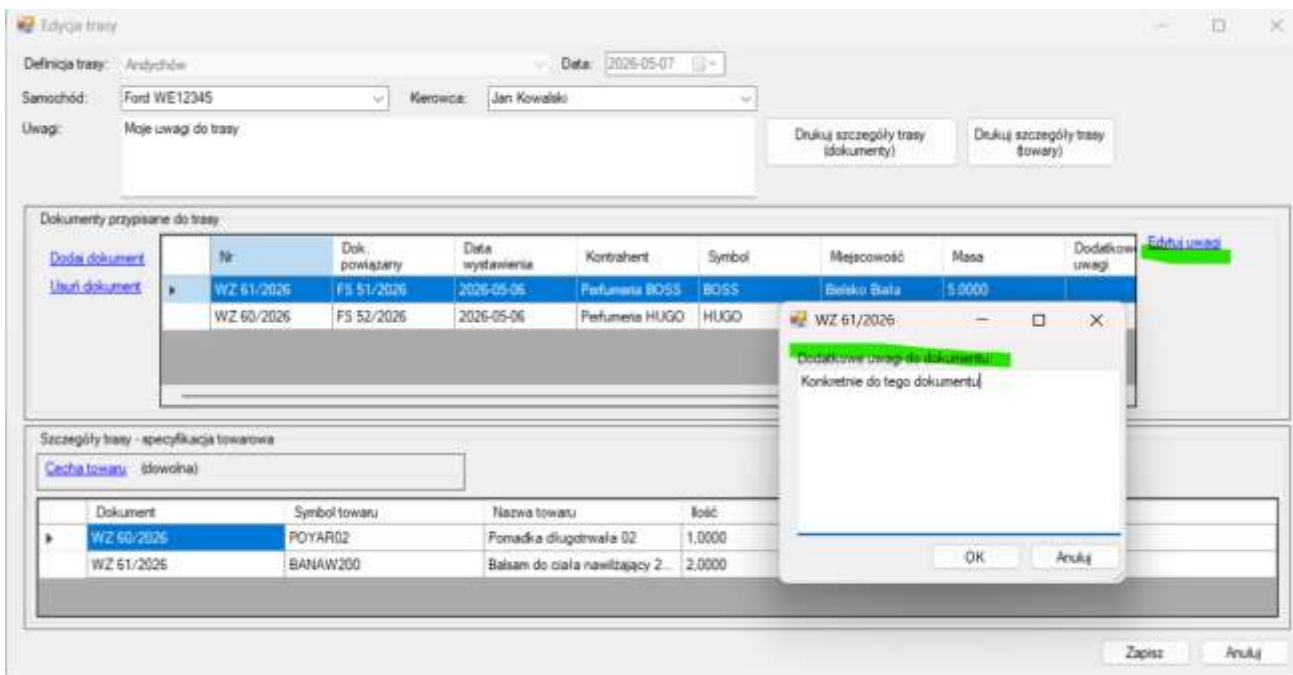 Edycja trasy
Definicja trasy: Andychów Data: 2026-05-07
Samochód: Ford WE12345 Kierowca: Jan Kowalski
Uwagi: Moje uwagi do trasy
Drukuj szczegóły trasy (dokumenty)
Drukuj szczegóły trasy (towary)
Dokumenty przypisane do trasy
Dodaj dokument
Usuń dokument
Edytuj uwagi
Nr Dok. powiązany Data wystawienia Kontrahent Symbol Miejscowość Masa Dodatkowe uwagi
WZ 61/2026 FS 51/2026 2026-05-06 Perfumeria BOSS BOSS Bielsko Biała 5.0000
WZ 60/2026 FS 52/2026 2026-05-06 Perfumeria HUGO HUGO
WZ 61/2026
Dodatkowe uwagi do dokumentu:
Konkretnie do tego dokumentu
OK Anuluj
Szczegóły trasy - specyfikacja towarowa
Cecha towaru (dowolna)
Dokument Symbol towaru Nazwa towaru Ilość
WZ 60/2026 POYAR02 Pomadka długotrwała 02 1,0000
WZ 61/2026 BANAW200 Balsam do ciała nawilżający 2... 2,0000
Zapisz Anuluj